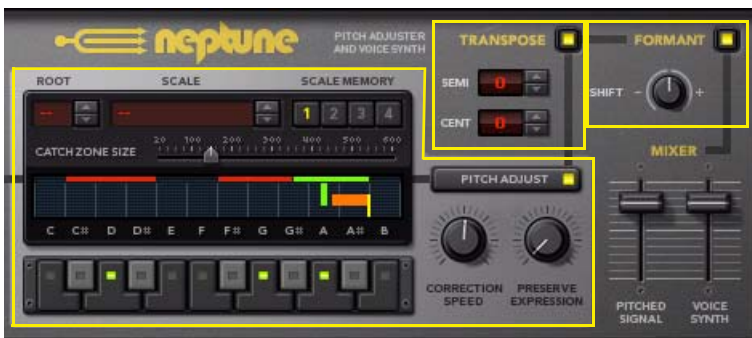 neptune
PITCH ADJUSTER
AND VOICE SYNTH
TRANSPOSE
FORMANT
SEMI 0
CENT 0
SHIFT - +
ROOT SCALE SCALE MEMORY
-- -- 1 2 3 4
CATCH ZONE SIZE 20 100 200 300 400 500 600
C C# D D# E F F# G G# A A# B
PITCH ADJUST
CORRECTION
SPEED
PRESERVE
EXPRESSION
MIXER
PITCHED
SIGNAL
VOICE
SYNTH